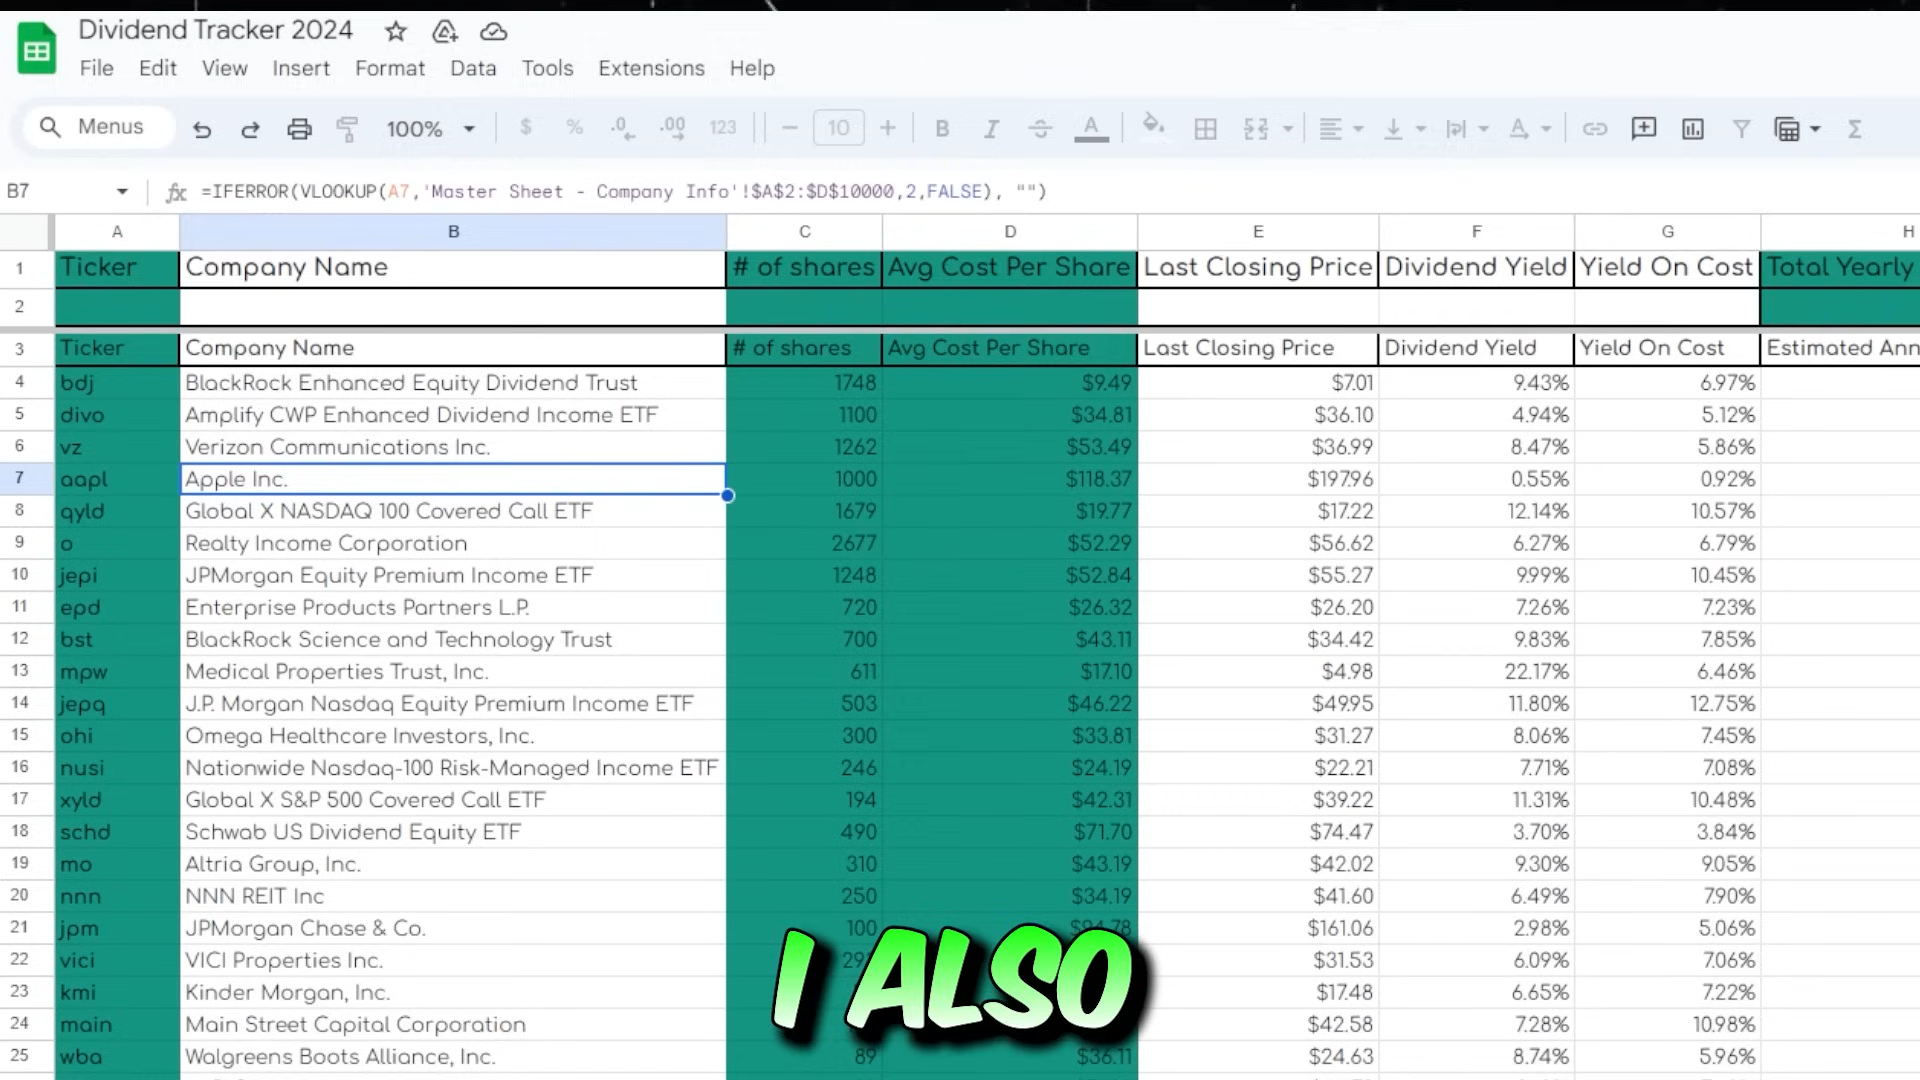 Dividend Tracker 2024
File Edit View Insert Format Data Tools Extensions Help
Menus 100% $ % .0 .00 123 10 B I A
B7 fx =IFERROR(VLOOKUP(A7,'Master Sheet - Company Info'!$A$2:$D$10000,2,FALSE), "")
A B C D E F G H
1 Ticker Company Name # of shares Avg Cost Per Share Last Closing Price Dividend Yield Yield On Cost Total Yearly
2
3 Ticker Company Name # of shares Avg Cost Per Share Last Closing Price Dividend Yield Yield On Cost Estimated Ann
4 bdj BlackRock Enhanced Equity Dividend Trust 1748 $9.49 $7.01 9.43% 6.97%
5 divo Amplify CWP Enhanced Dividend Income ETF 1100 $34.81 $36.10 4.94% 5.12%
6 vz Verizon Communications Inc. 1262 $53.49 $36.99 8.47% 5.86%
7 aapl Apple Inc. 1000 $118.37 $197.96 0.55% 0.92%
8 qyld Global X NASDAQ 100 Covered Call ETF 1679 $19.77 $17.22 12.14% 10.57%
9 o Realty Income Corporation 2677 $52.29 $56.62 6.27% 6.79%
10 jepi JPMorgan Equity Premium Income ETF 1248 $52.84 $55.27 9.99% 10.45%
11 epd Enterprise Products Partners L.P. 720 $26.32 $26.20 7.26% 7.23%
12 bst BlackRock Science and Technology Trust 700 $43.11 $34.42 9.83% 7.85%
13 mpw Medical Properties Trust, Inc. 611 $17.10 $4.98 22.17% 6.46%
14 jepq J.P. Morgan Nasdaq Equity Premium Income ETF 503 $46.22 $49.95 11.80% 12.75%
15 ohi Omega Healthcare Investors, Inc. 300 $33.81 $31.27 8.06% 7.45%
16 nusi Nationwide Nasdaq-100 Risk-Managed Income ETF 246 $24.19 $22.21 7.71% 7.08%
17 xyld Global X S&P 500 Covered Call ETF 194 $42.31 $39.22 11.31% 10.48%
18 schd Schwab US Dividend Equity ETF 490 $71.70 $74.47 3.70% 3.84%
19 mo Altria Group, Inc. 310 $43.19 $42.02 9.30% 9.05%
20 nnn NNN REIT Inc 250 $34.19 $41.60 6.49% 7.90%
21 jpm JPMorgan Chase & Co. 100 $94.78 $161.06 2.98% 5.06%
22 vici VICI Properties Inc. $31.53 6.09% 7.06%
23 kmi Kinder Morgan, Inc. $17.48 6.65% 7.22%
24 main Main Street Capital Corporation $42.58 7.28% 10.98%
25 wba Walgreens Boots Alliance, Inc. 89 $36.11 $24.63 8.74% 5.96%
I ALSO